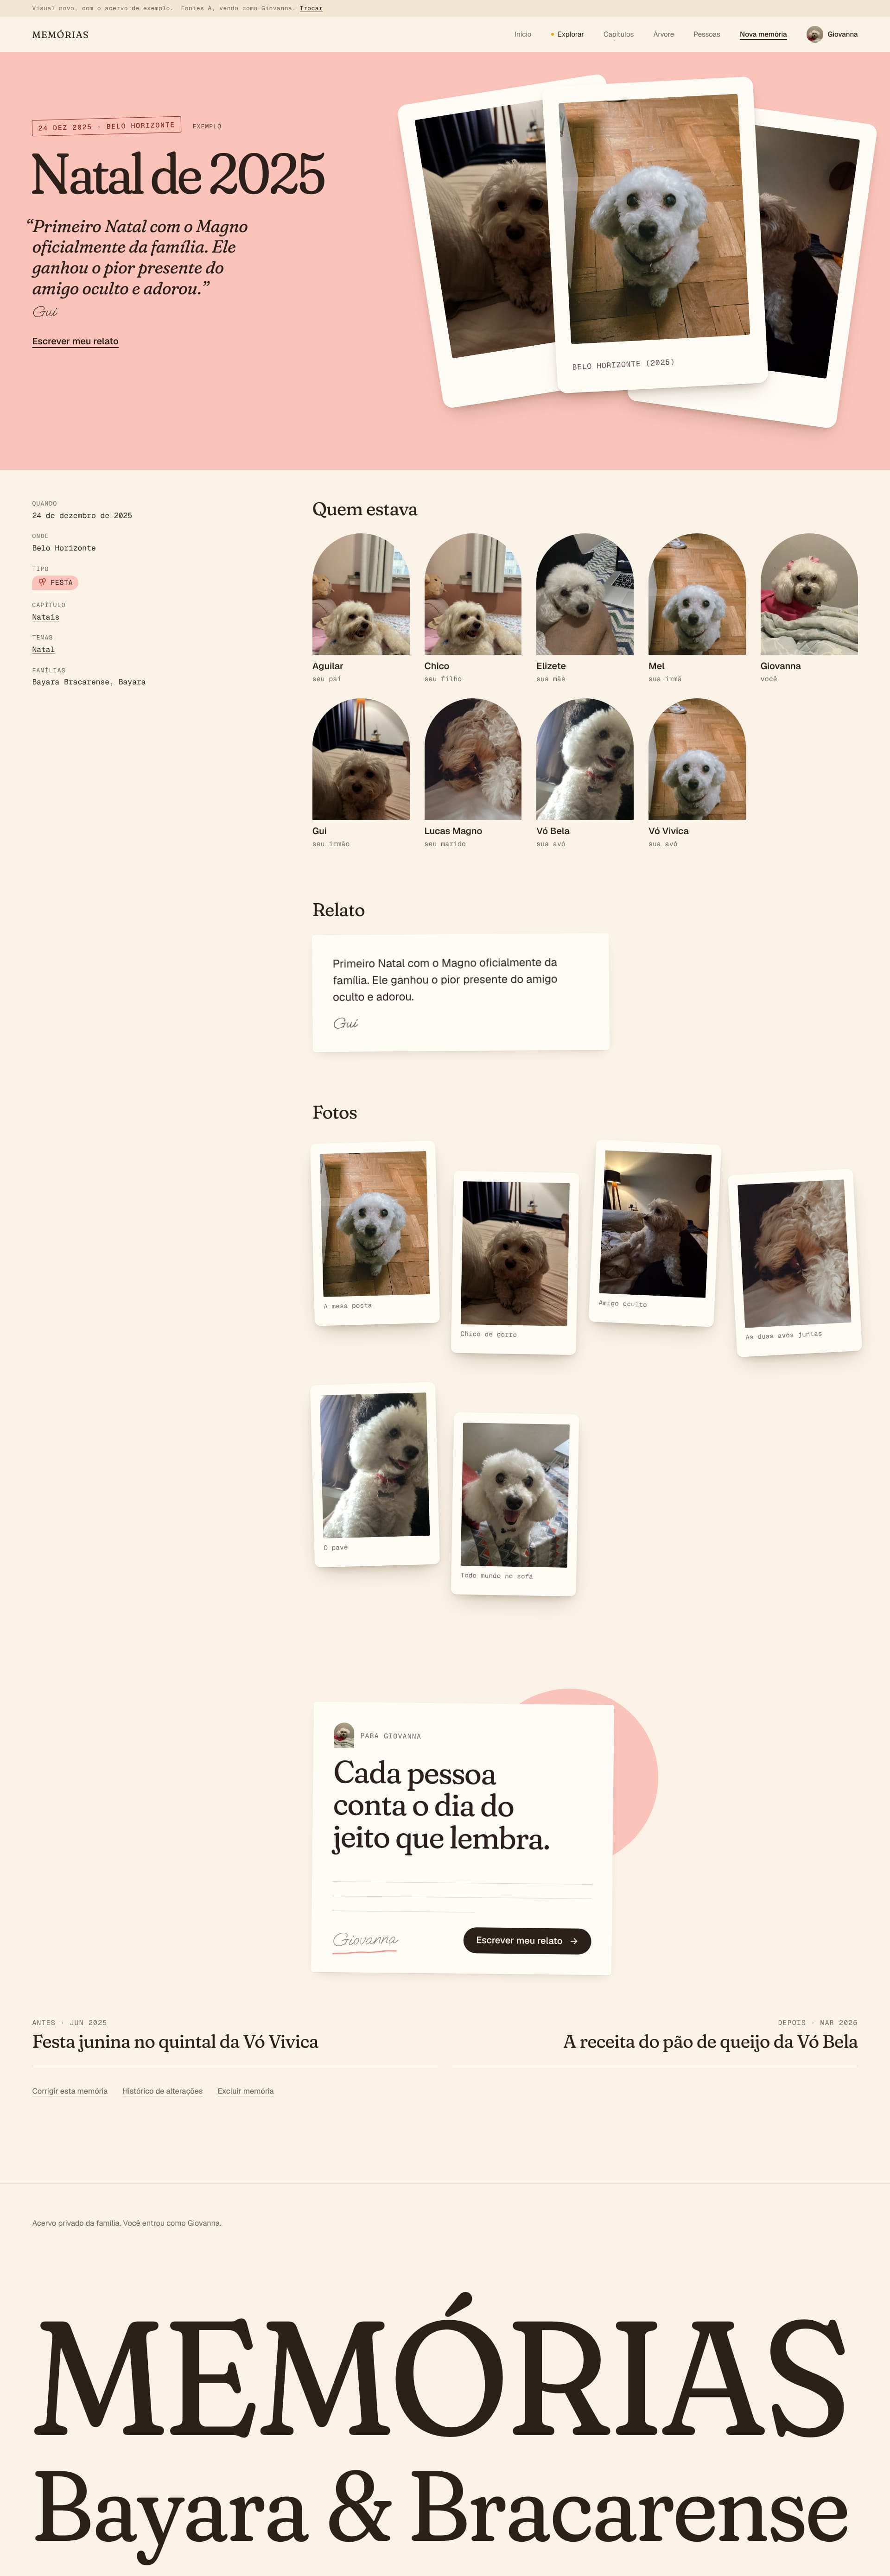 Visual novo, com o acervo de exemplo. Fontes A, vendo como Giovanna. Trocar
MEMÓRIAS
Início
Explorar
Capítulos
Árvore
Pessoas
Nova memória
Giovanna
24 DEZ 2025 · BELO HORIZONTE
EXEMPLO
Natal de 2025
“Primeiro Natal com o Magno
oficialmente da família. Ele
ganhou o pior presente do
amigo oculto e adorou.”
Gui
Escrever meu relato
BELO HORIZONTE (2025)
QUANDO
24 de dezembro de 2025
ONDE
Belo Horizonte
TIPO
FESTA
CAPÍTULO
Natais
TEMAS
Natal
FAMÍLIAS
Bayara Bracarense, Bayara
Quem estava
Aguilar
seu pai
Chico
seu filho
Elizete
sua mãe
Mel
sua irmã
Giovanna
você
Gui
seu irmão
Lucas Magno
seu marido
Vó Bela
sua avó
Vó Vivica
sua avó
Relato
Primeiro Natal com o Magno oficialmente da
família. Ele ganhou o pior presente do amigo
oculto e adorou.
Gui
Fotos
A mesa posta
Chico de gorro
Amigo oculto
As duas avós juntas
O pavê
Todo mundo no sofá
PARA GIOVANNA
Cada pessoa
conta o dia do
jeito que lembra.
Giovanna
Escrever meu relato →
ANTES · JUN 2025
Festa junina no quintal da Vó Vivica
DEPOIS · MAR 2026
A receita do pão de queijo da Vó Bela
Corrigir esta memória
Histórico de alterações
Excluir memória
Acervo privado da família. Você entrou como Giovanna.
MEMÓRIAS
Bayara & Bracarense